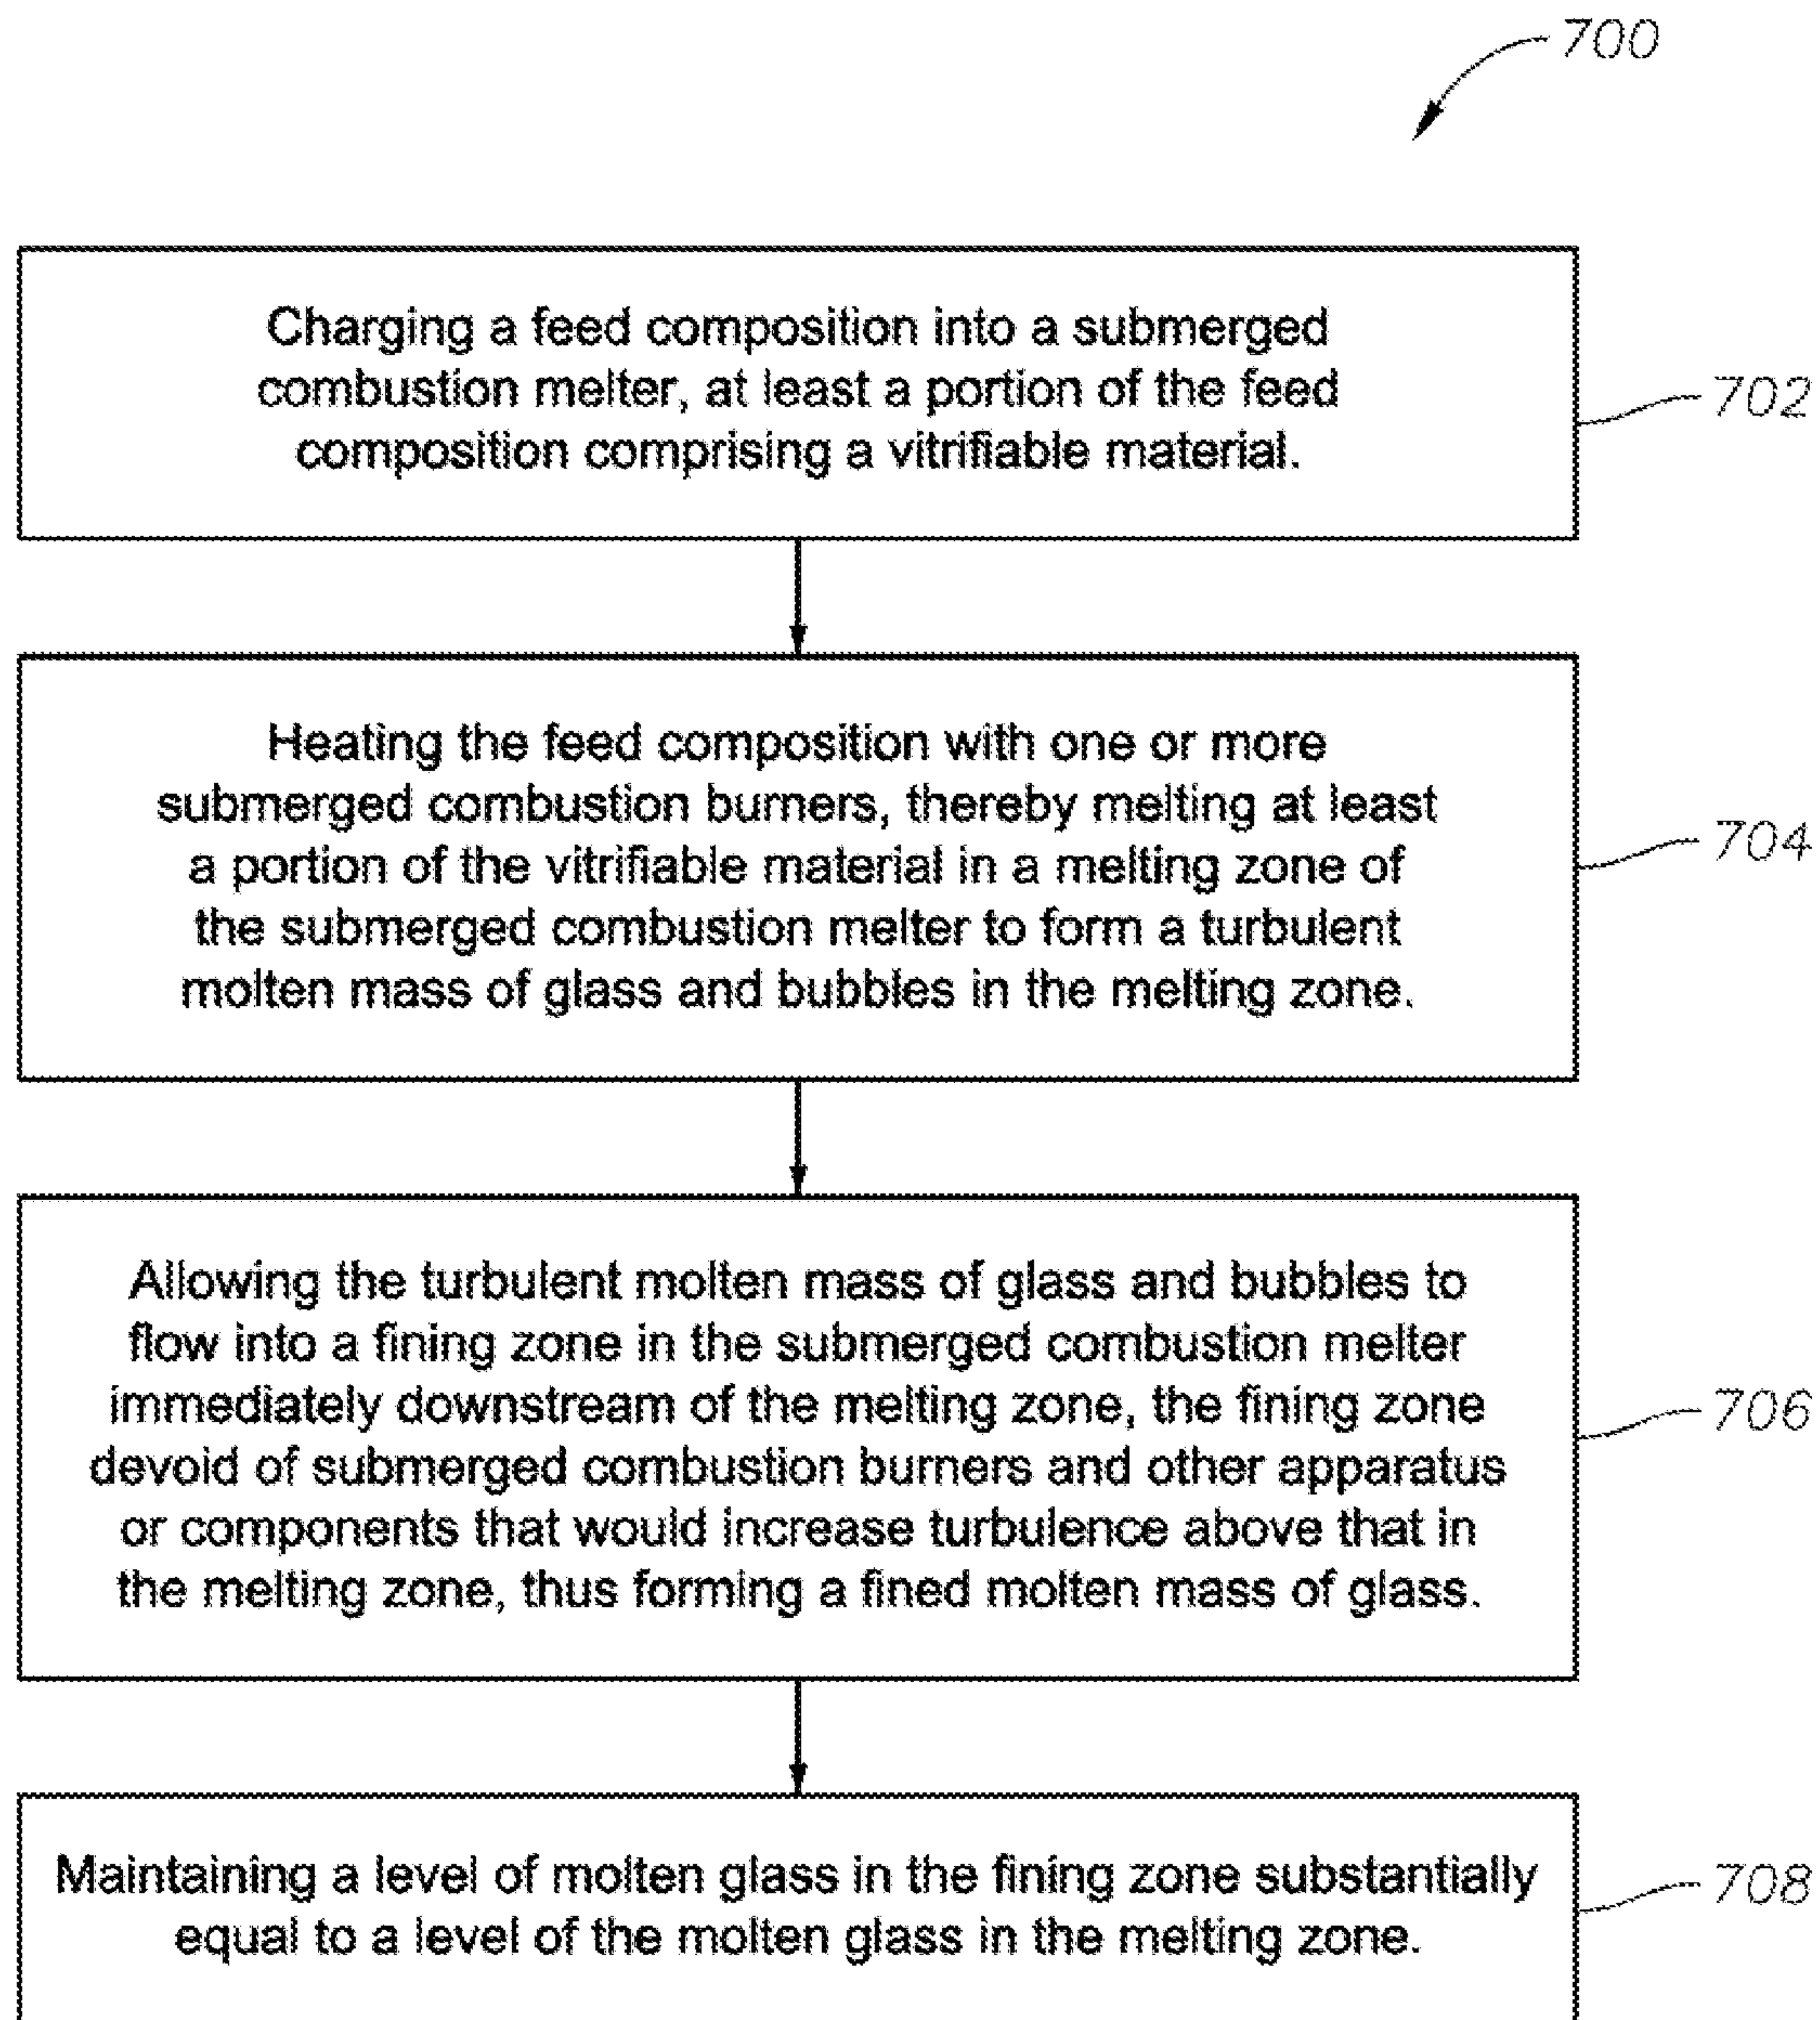 700
Charging a feed composition into a submerged
combustion melter, at least a portion of the feed
composition comprising a vitrifiable material.
702
Heating the feed composition with one or more
submerged combustion burners, thereby melting at least
a portion of the vitrifiable material in a melting zone of
the submerged combustion melter to form a turbulent
molten mass of glass and bubbles in the melting zone.
704
Allowing the turbulent molten mass of glass and bubbles to
flow into a fining zone in the submerged combustion melter
immediately downstream of the melting zone, the fining zone
devoid of submerged combustion burners and other apparatus
or components that would increase turbulence above that in
the melting zone, thus forming a fined molten mass of glass.
706
Maintaining a level of molten glass in the fining zone substantially
equal to a level of the molten glass in the melting zone.
708